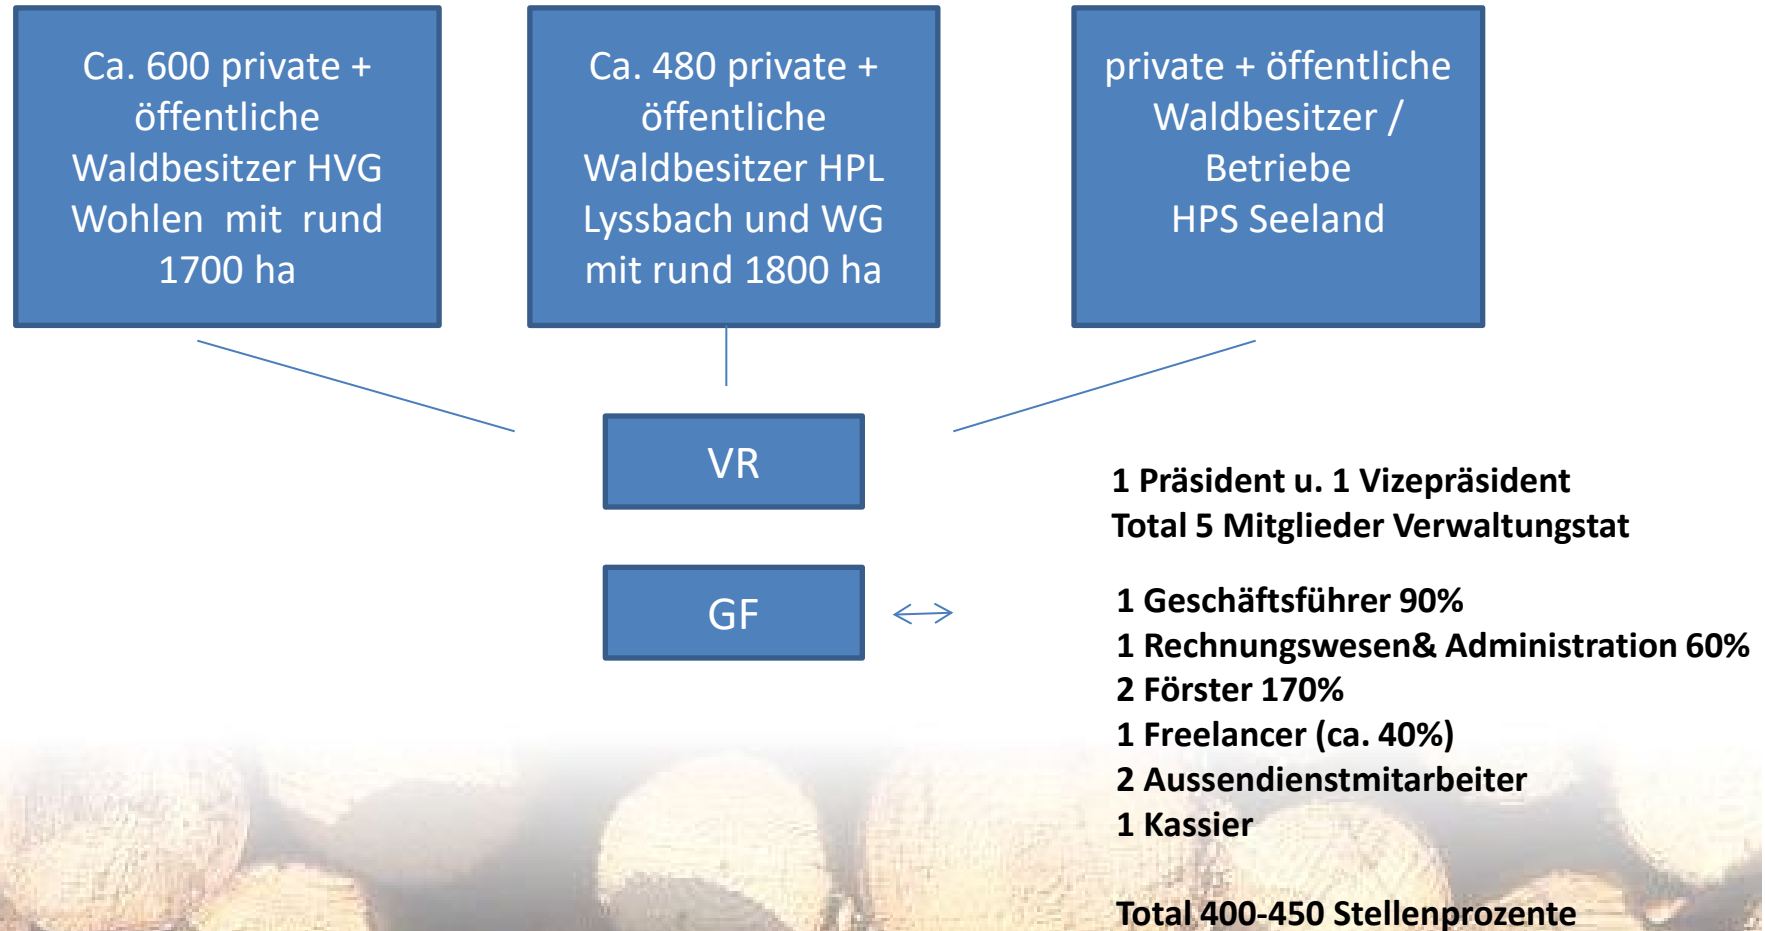 Ca. 600 private +
öffentliche
Waldbesitzer HVG
Wohlen mit rund
1700 ha
Ca. 480 private +
öffentliche
Waldbesitzer HPL
Lyssbach und WG
mit rund 1800 ha
private + öffentliche
Waldbesitzer /
Betriebe
HPS Seeland
VR
1 Präsident u. 1 Vizepräsident
Total 5 Mitglieder Verwaltungstat
GF
1 Geschäftsführer 90%
1 Rechnungswesen& Administration 60%
2 Förster 170%
1 Freelancer (ca. 40%)
2 Aussendienstmitarbeiter
1 Kassier
Total 400-450 Stellenprozente